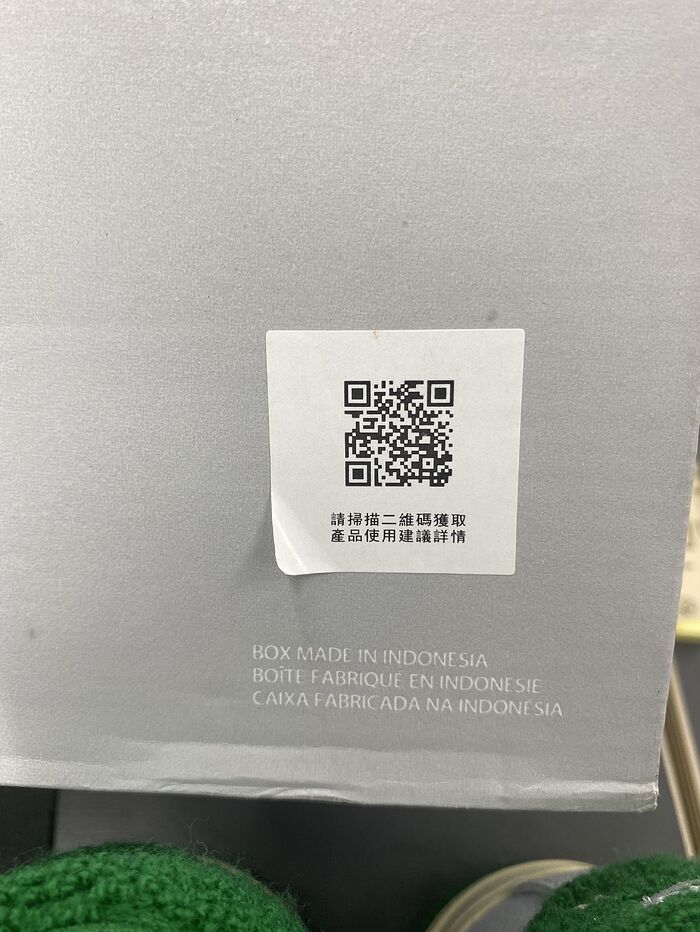 請掃描二維碼獲取
產品使用建議詳情
BOX MADE IN INDONESIA
BOÎTE FABRIQUÉ EN INDONESIE
CAIXA FABRICADA NA INDONÉSIA